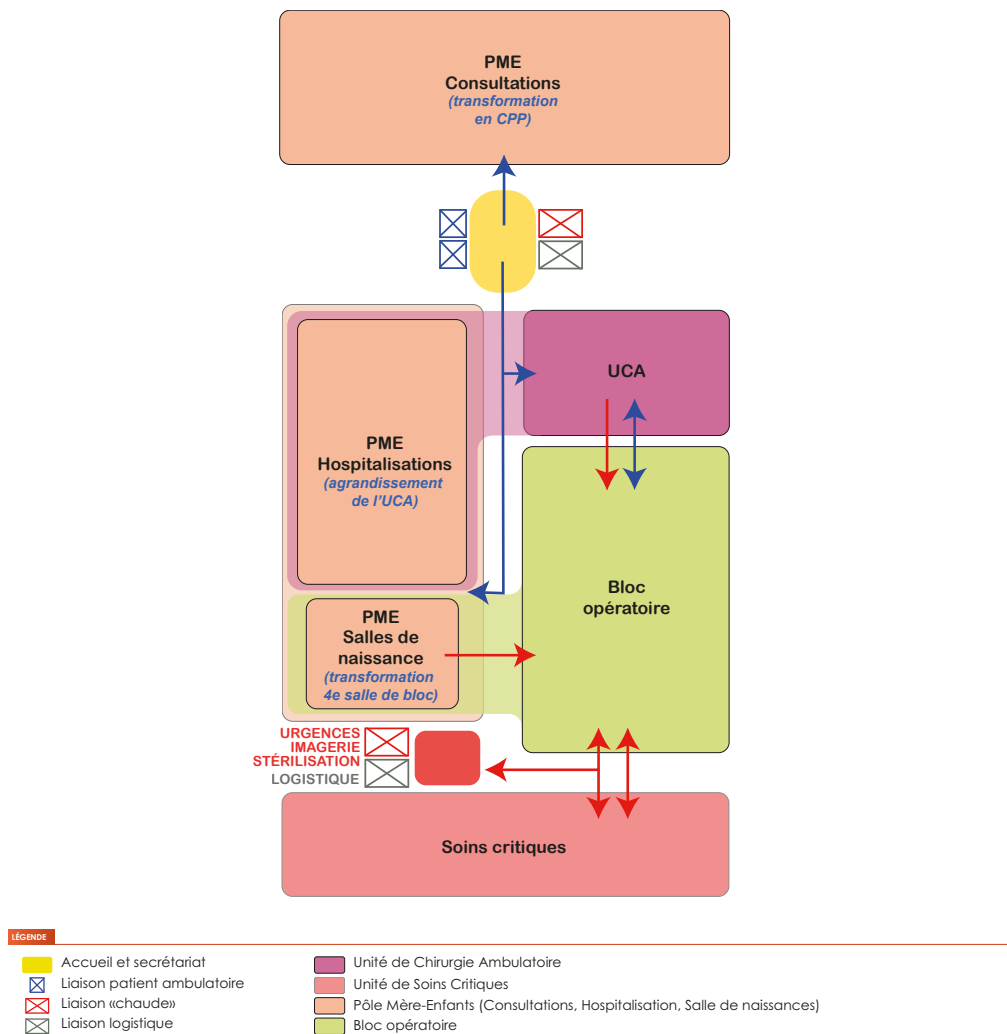 PME
Consultations
(transformation
en CPP)
UCA
PME
Hospitalisations
(agrandissement
de l'UCA)
Bloc
opératoire
PME
Salles de
naissance
(transformation
4e salle de bloc)
URGENCES
IMAGERIE
STÉRILISATION
LOGISTIQUE
Soins critiques
LÉGENDE
Accueil et secrétariat
Liaison patient ambulatoire
Liaison «chaude»
Liaison logistique
Unité de Chirurgie Ambulatoire
Unité de Soins Critiques
Pôle Mère-Enfants (Consultations, Hospitalisation, Salle de naissances)
Bloc opératoire